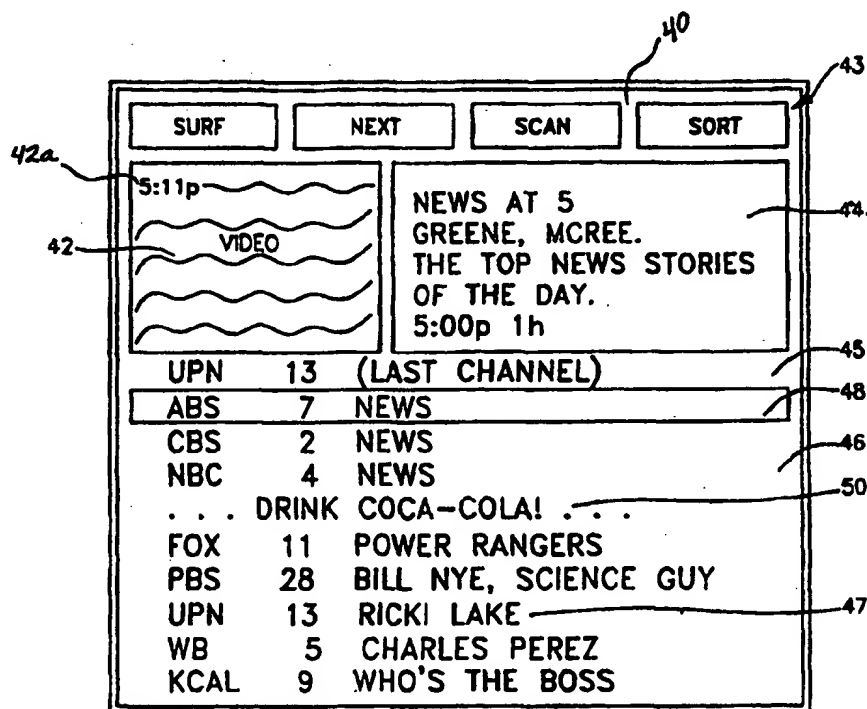 40
43
SURF NEXT SCAN SORT
42a
5:11p
42
VIDEO
NEWS AT 5
GREENE, MCREE.
THE TOP NEWS STORIES
OF THE DAY.
5:00p 1h
44
45
UPN 13 (LAST CHANNEL)
48
ABS 7 NEWS
CBS 2 NEWS
46
NBC 4 NEWS
50
. . . DRINK COCA-COLA! . . .
FOX 11 POWER RANGERS
PBS 28 BILL NYE, SCIENCE GUY
UPN 13 RICKI LAKE
47
WB 5 CHARLES PEREZ
KCAL 9 WHO'S THE BOSS